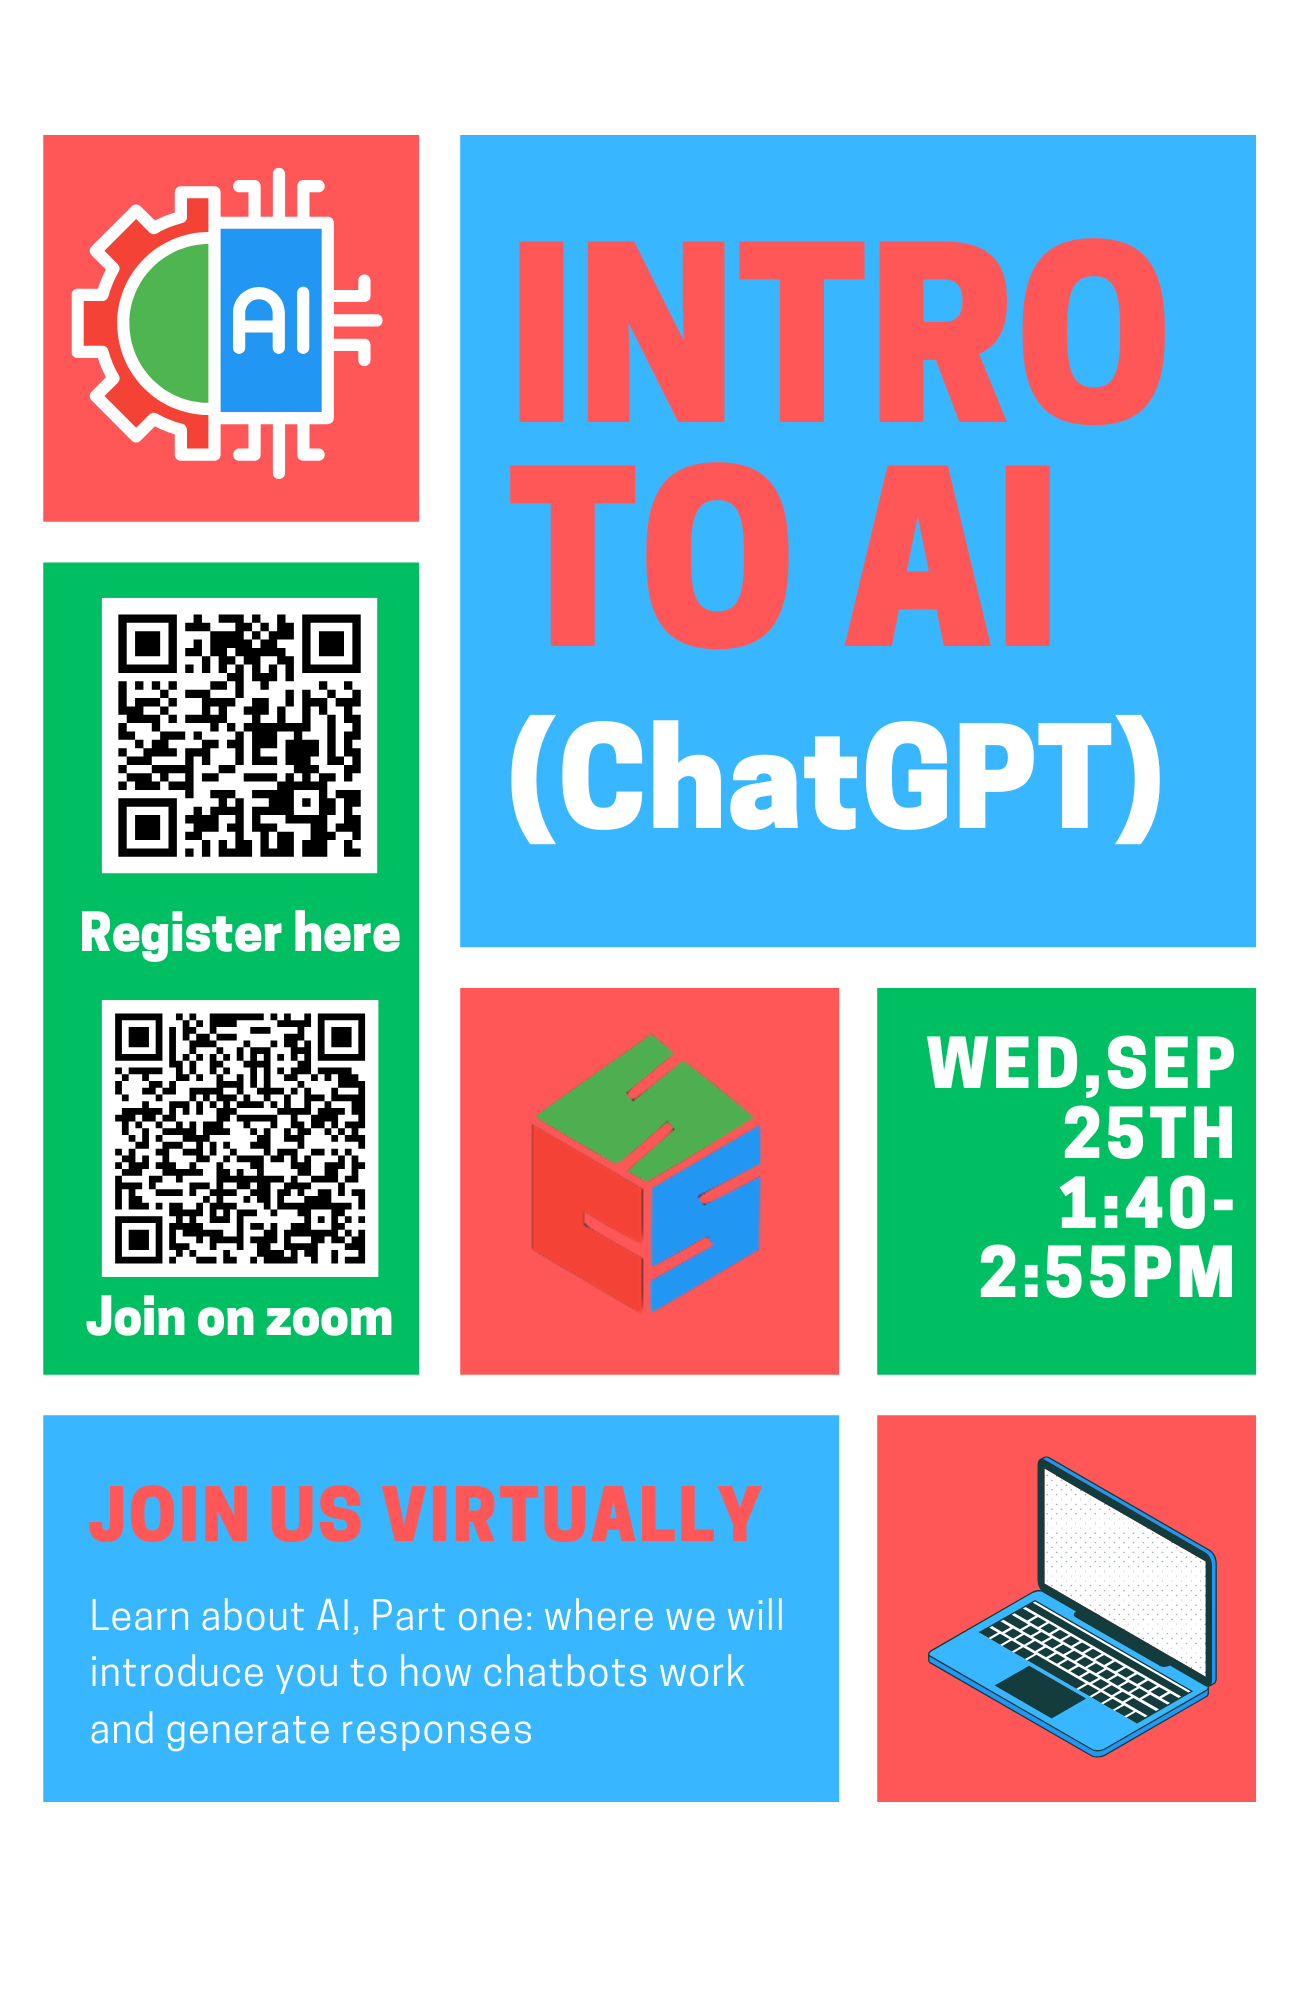 AI
INTRO
TO AI
(ChatGPT)
Register here
Join on zoom
WED,SEP
25TH
1:40-
2:55PM
JOIN US VIRTUALLY
Learn about AI, Part one: where we will
introduce you to how chatbots work
and generate responses